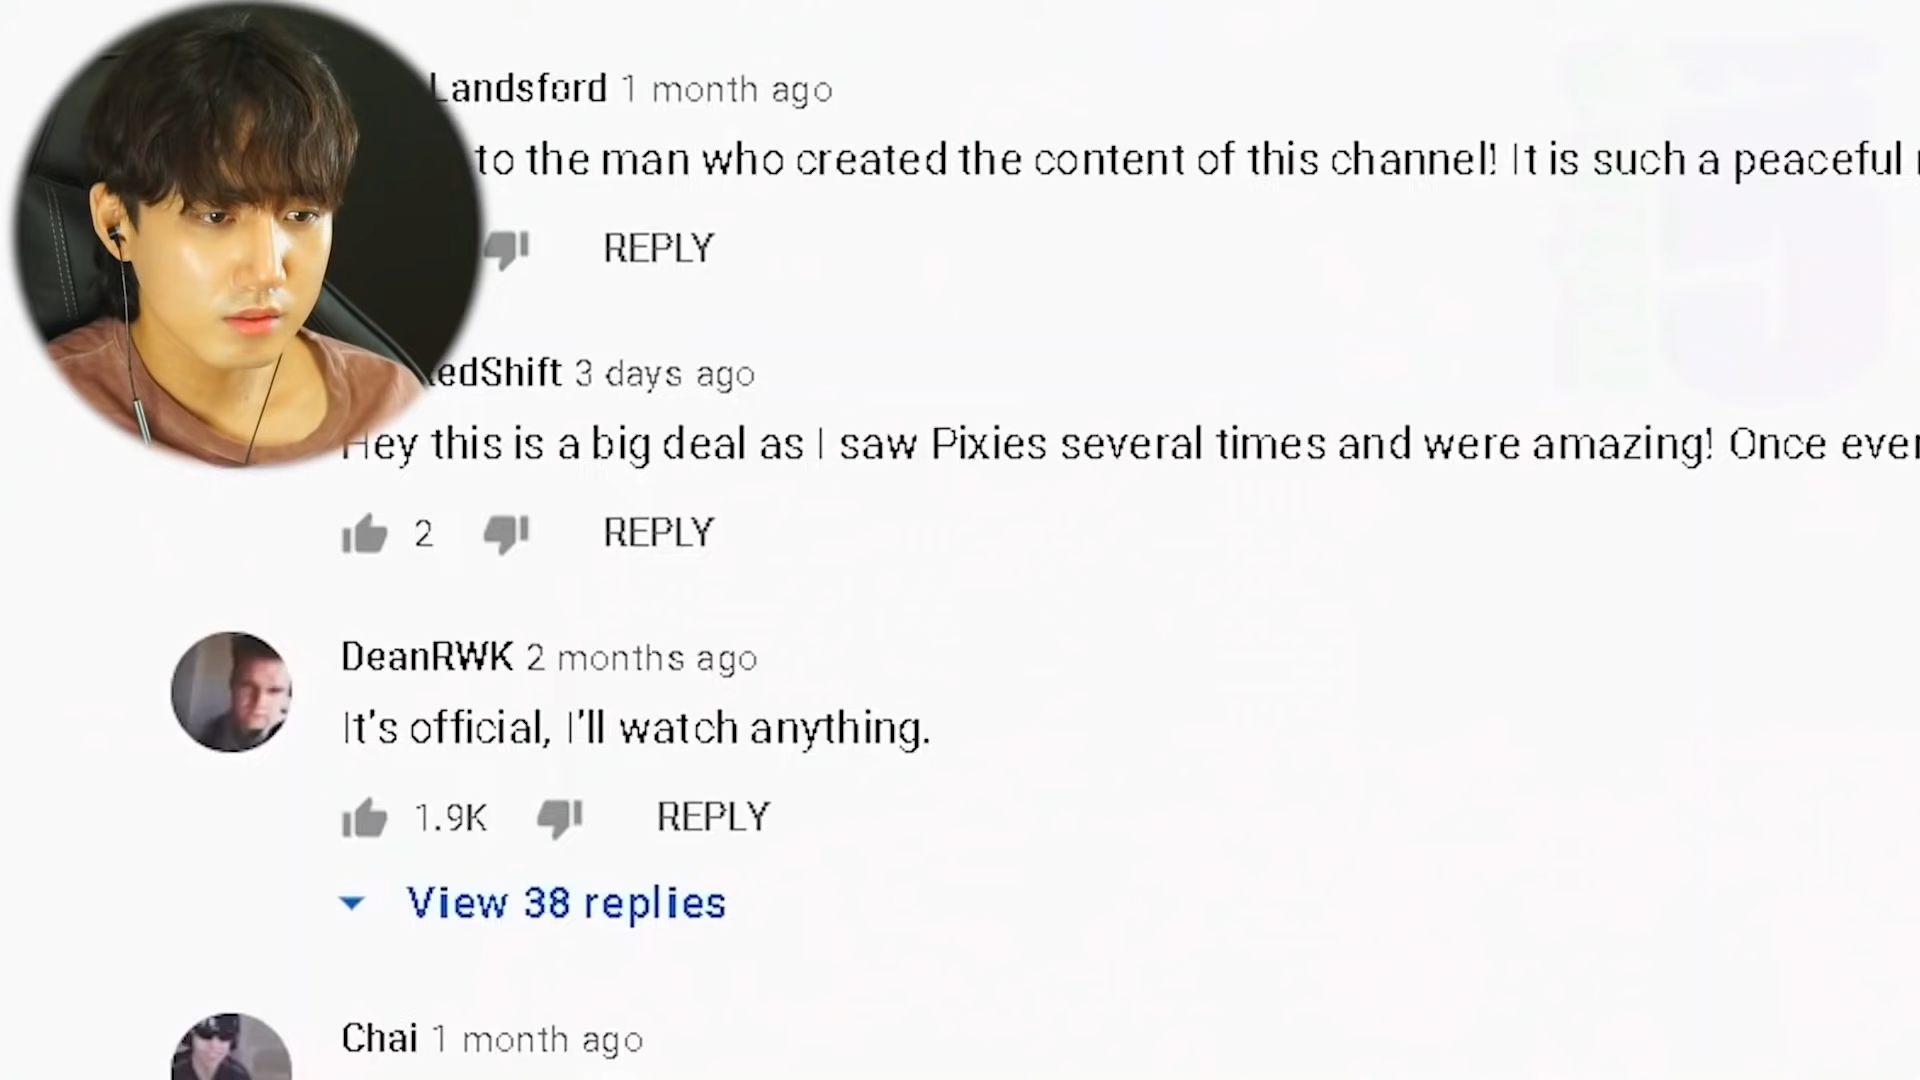 Landsford 1 month ago
to the man who created the content of this channel! It is such a peaceful
REPLY
edShift 3 days ago
Hey this is a big deal as I saw Pixies several times and were amazing! Once ever
2 REPLY
DeanRWK 2 months ago
It's official, I'll watch anything.
1.9K REPLY
View 38 replies
Chai 1 month ago